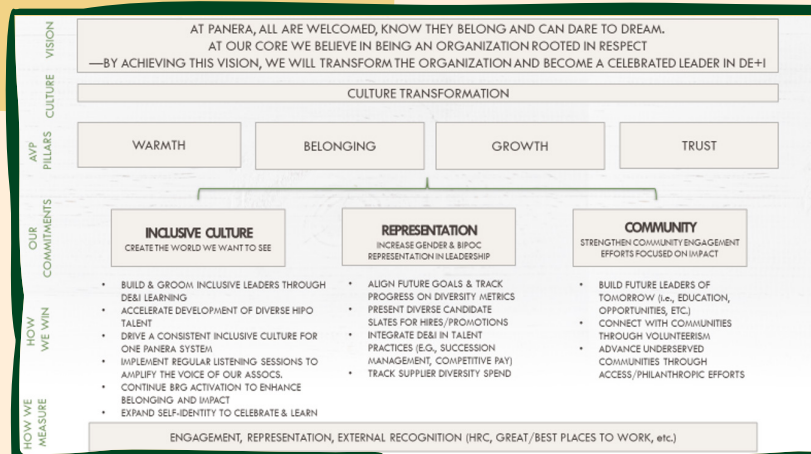 VISION
AT PANERA, ALL ARE WELCOMED, KNOW THEY BELONG AND CAN DARE TO DREAM.
AT OUR CORE WE BELIEVE IN BEING AN ORGANIZATION ROOTED IN RESPECT
—BY ACHIEVING THIS VISION, WE WILL TRANSFORM THE ORGANIZATION AND BECOME A CELEBRATED LEADER IN DE+I
CULTURE
CULTURE TRANSFORMATION
AVP
PILLARS
WARMTH
BELONGING
GROWTH
TRUST
OUR
COMMITMENTS
INCLUSIVE CULTURE
CREATE THE WORLD WE WANT TO SEE
REPRESENTATION
INCREASE GENDER & BIPOC
REPRESENTATION IN LEADERSHIP
COMMUNITY
STRENGTHEN COMMUNITY ENGAGEMENT
EFFORTS FOCUSED ON IMPACT
HOW
WE WIN
• BUILD & GROOM INCLUSIVE LEADERS THROUGH
DE&I LEARNING
• ACCELERATE DEVELOPMENT OF DIVERSE HIPO
TALENT
• DRIVE A CONSISTENT INCLUSIVE CULTURE FOR
ONE PANERA SYSTEM
• IMPLEMENT REGULAR LISTENING SESSIONS TO
AMPLIFY THE VOICE OF OUR ASSOCS.
• CONTINUE BRG ACTIVATION TO ENHANCE
BELONGING AND IMPACT
• EXPAND SELF-IDENTITY TO CELEBRATE & LEARN
• ALIGN FUTURE GOALS & TRACK
PROGRESS ON DIVERSITY METRICS
• PRESENT DIVERSE CANDIDATE
SLATES FOR HIRES/PROMOTIONS
• INTEGRATE DE&I IN TALENT
PRACTICES (E.G., SUCCESSION
MANAGEMENT, COMPETITIVE PAY)
• TRACK SUPPLIER DIVERSITY SPEND
• BUILD FUTURE LEADERS OF
TOMORROW (i.e., EDUCATION,
OPPORTUNITIES, ETC.)
• CONNECT WITH COMMUNITIES
THROUGH VOLUNTEERISM
• ADVANCE UNDERSERVED
COMMUNITIES THROUGH
ACCESS/PHILANTHROPIC EFFORTS
HOW WE
MEASURE
ENGAGEMENT, REPRESENTATION, EXTERNAL RECOGNITION (HRC, GREAT/BEST PLACES TO WORK, etc.)